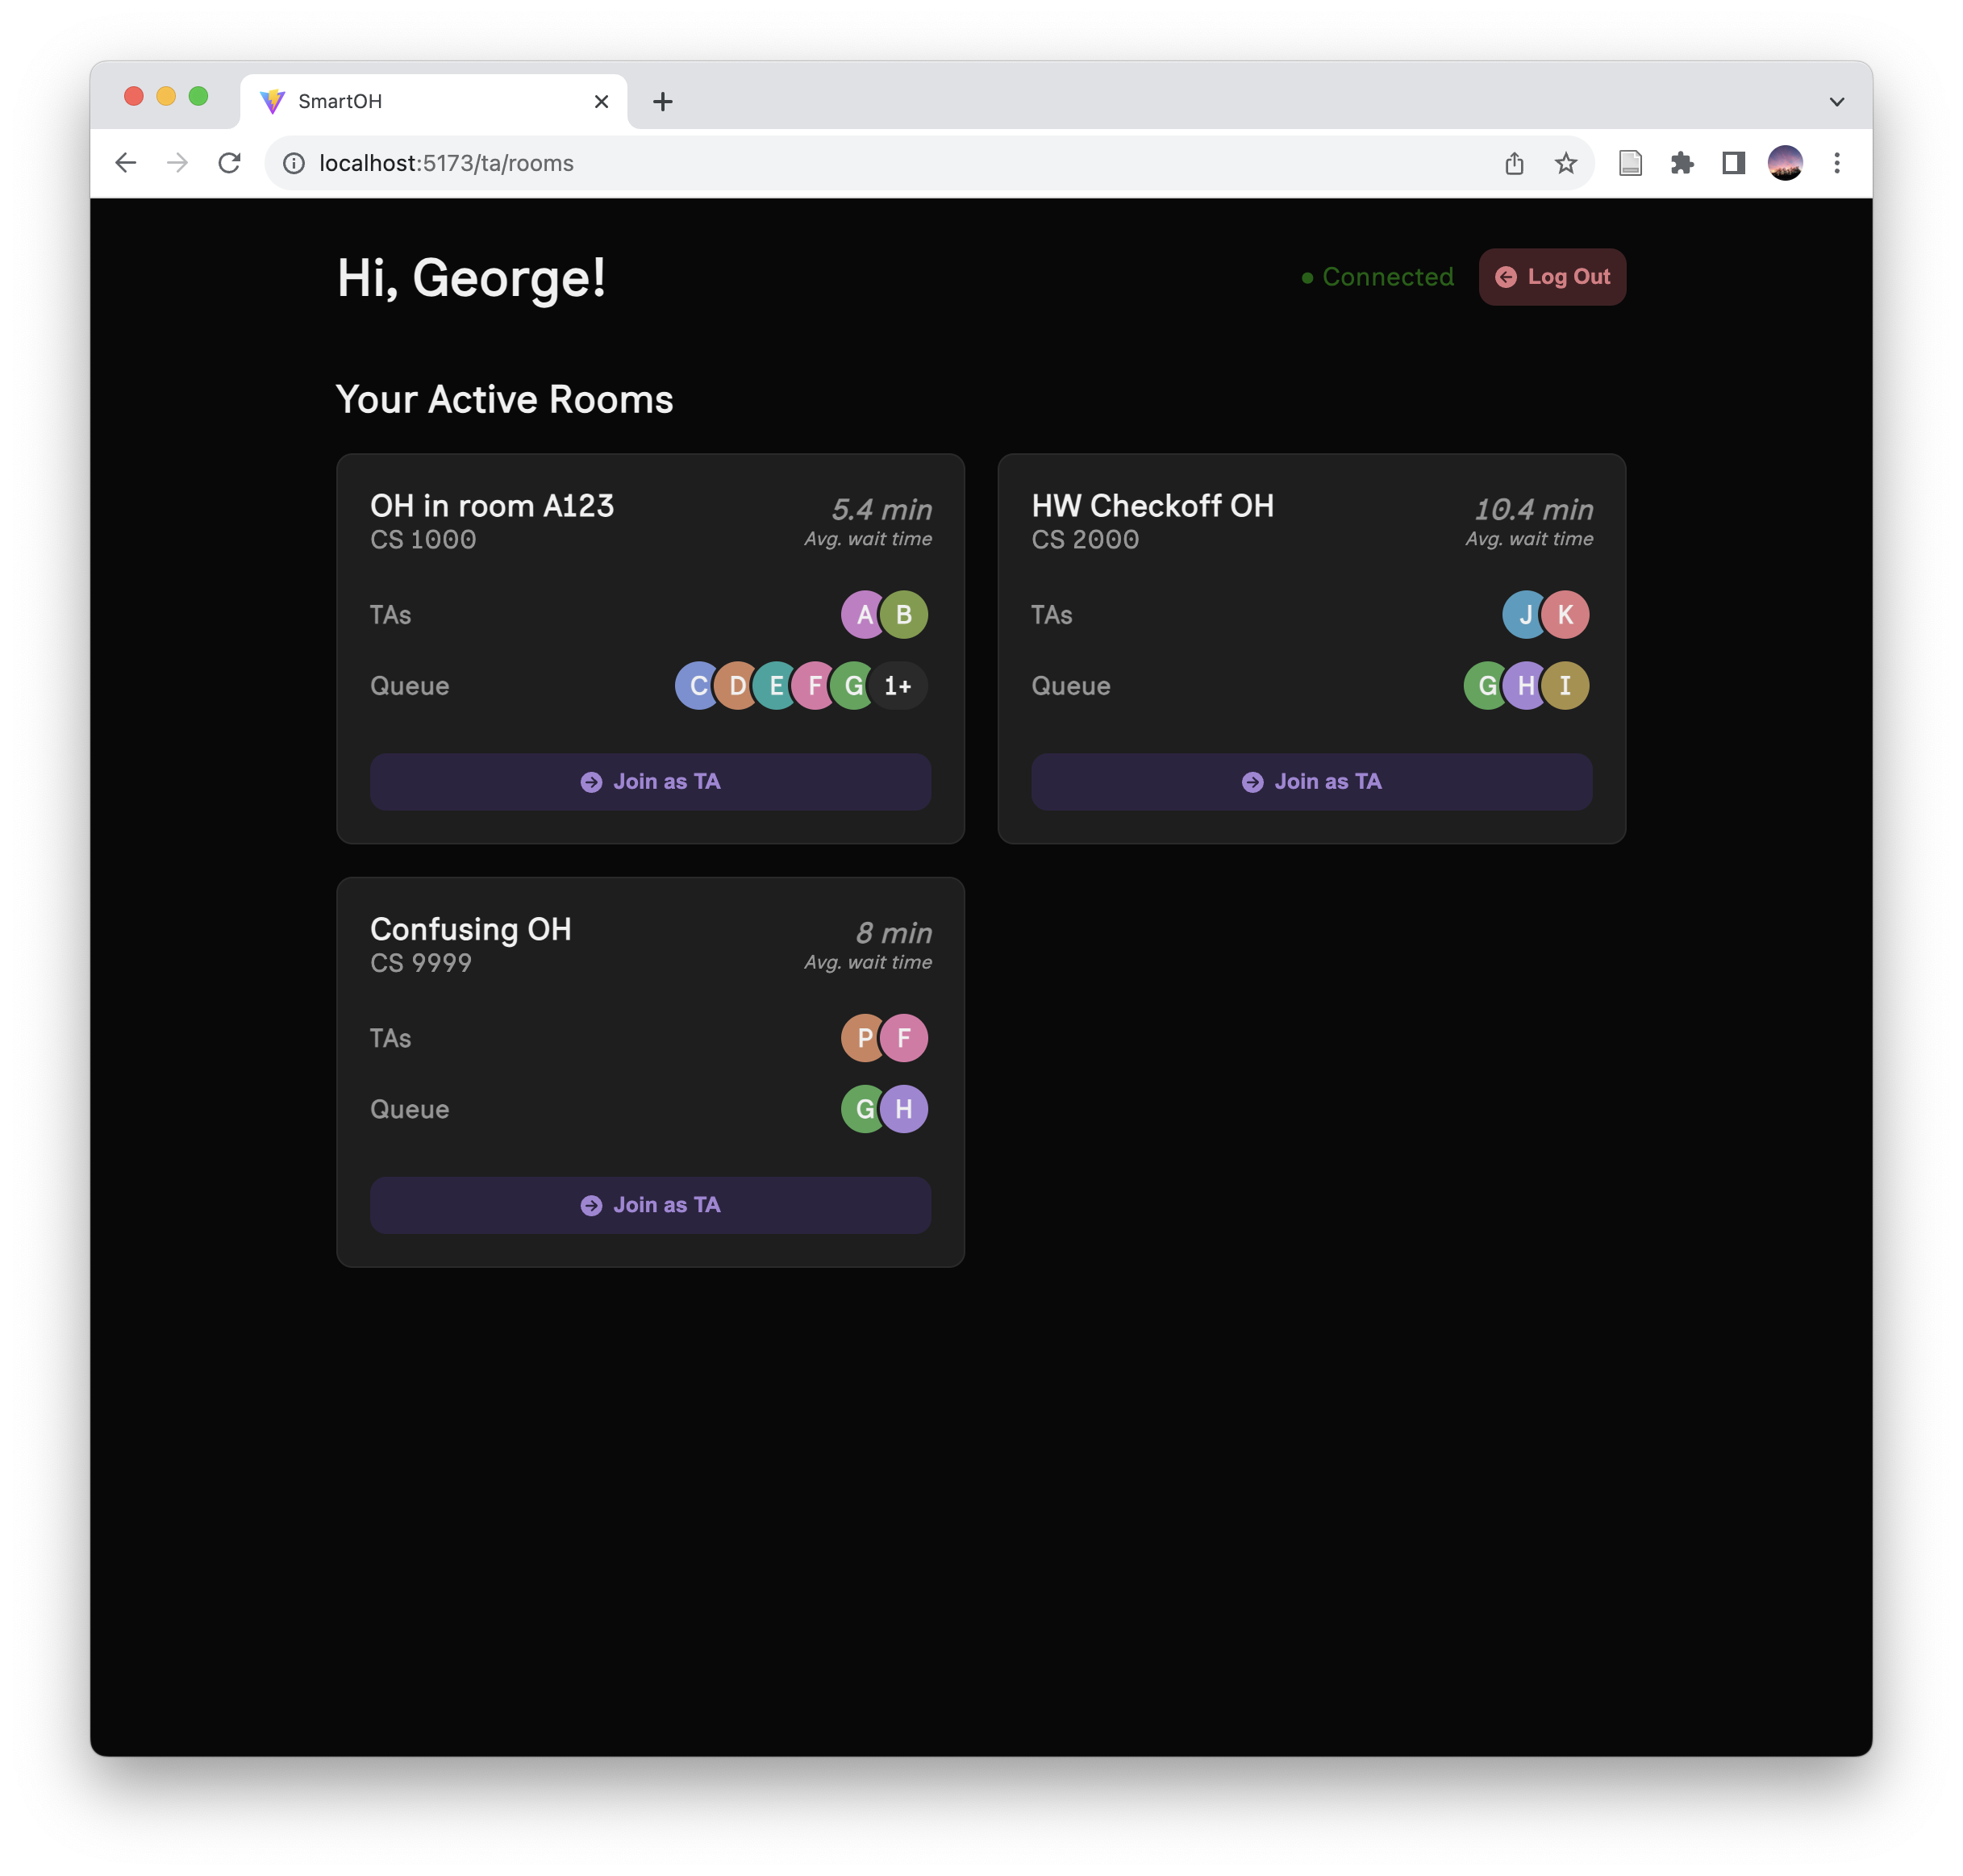 SmartOH
localhost:5173/ta/rooms
Hi, George!
Connected
Log Out
Your Active Rooms
OH in room A123
5.4 min
CS 1000
Avg. wait time
TAs
A B
Queue
C D E F G 1+
Join as TA
HW Checkoff OH
10.4 min
CS 2000
Avg. wait time
TAs
J K
Queue
G H I
Join as TA
Confusing OH
8 min
CS 9999
Avg. wait time
TAs
P F
Queue
G H
Join as TA